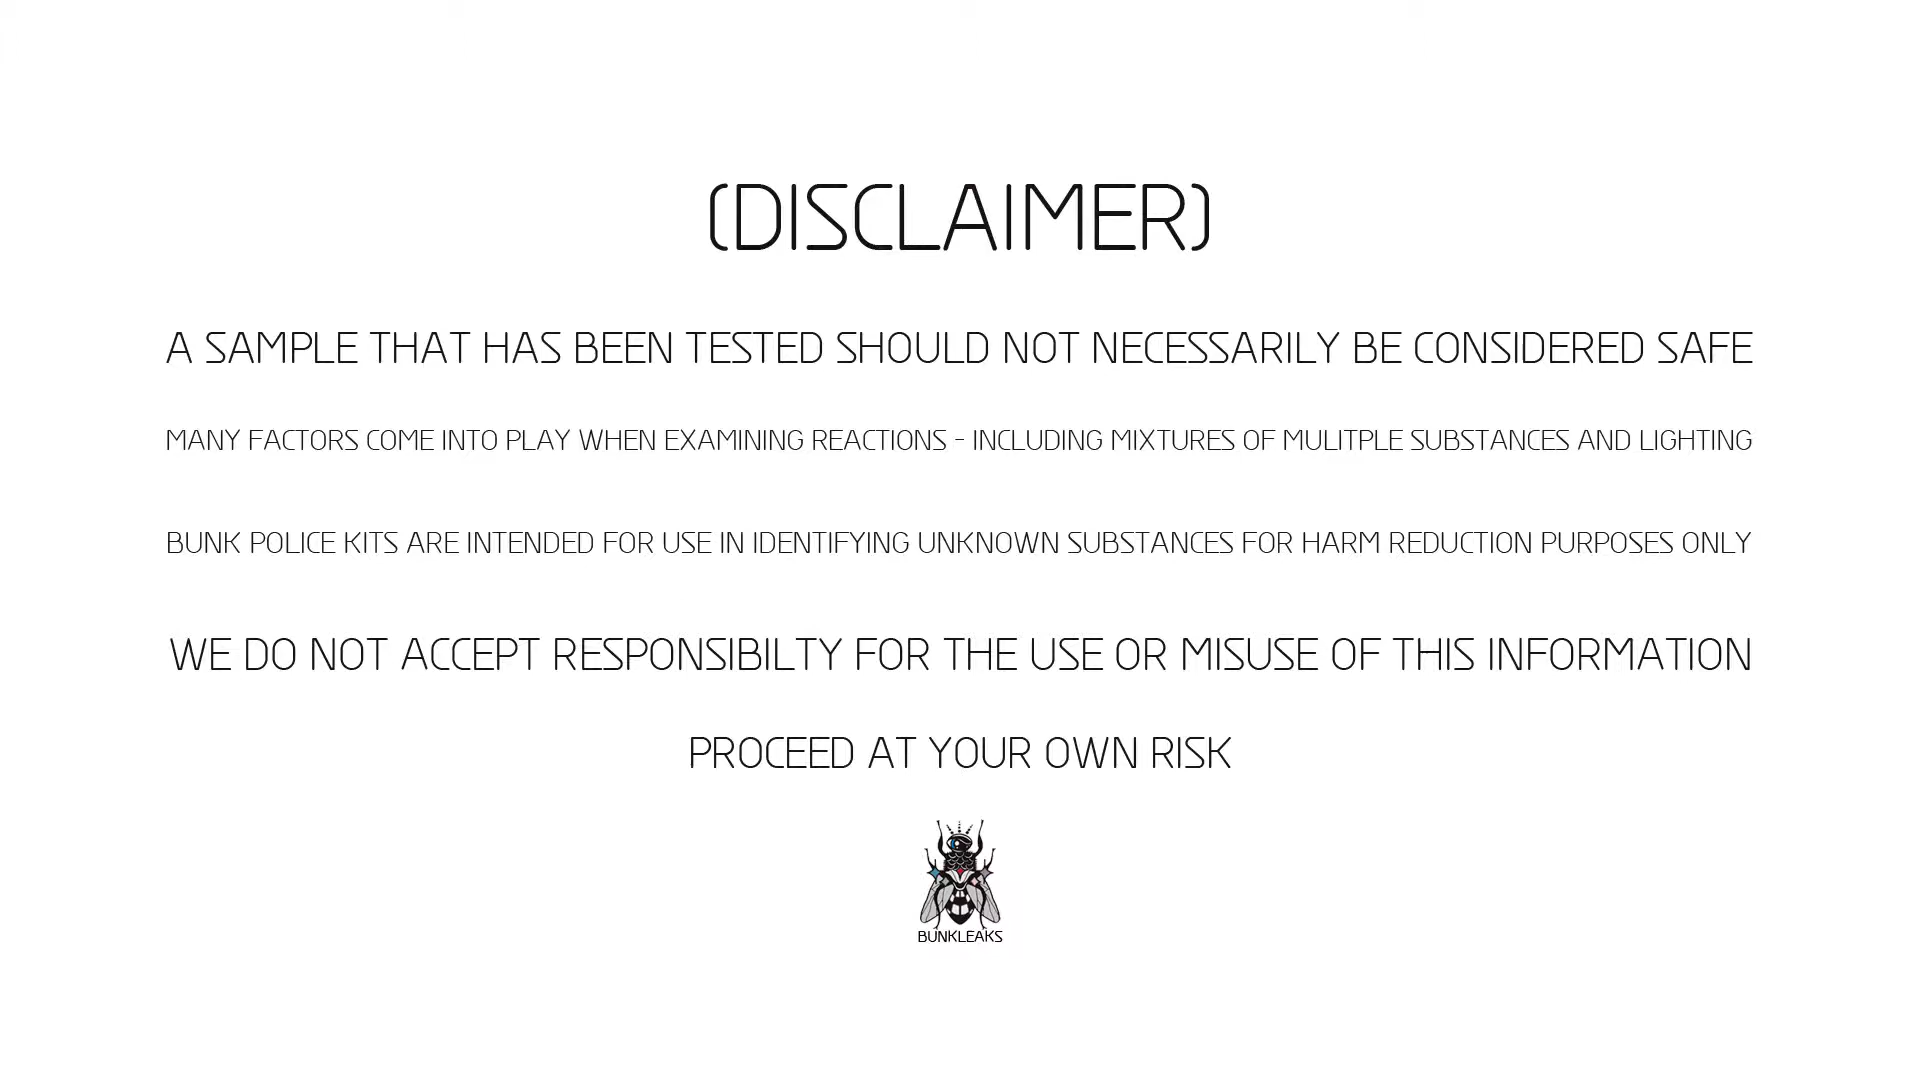 (DISCLAIMER)
A SAMPLE THAT HAS BEEN TESTED SHOULD NOT NECESSARILY BE CONSIDERED SAFE
MANY FACTORS COME INTO PLAY WHEN EXAMINING REACTIONS - INCLUDING MIXTURES OF MULITPLE SUBSTANCES AND LIGHTING
BUNK POLICE KITS ARE INTENDED FOR USE IN IDENTIFYING UNKNOWN SUBSTANCES FOR HARM REDUCTION PURPOSES ONLY
WE DO NOT ACCEPT RESPONSIBILTY FOR THE USE OR MISUSE OF THIS INFORMATION
PROCEED AT YOUR OWN RISK
BUNKLEAKS